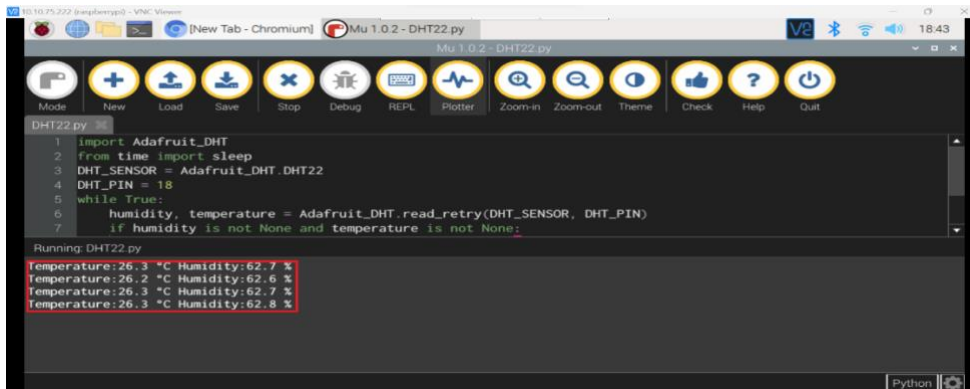 10.10.75.222 (raspberrypi) - VNC Viewer
[New Tab - Chromium] Mu 1.0.2 - DHT22.py 18:43
Mu 1.0.2 - DHT22.py
Mode New Load Save Stop Debug REPL Plotter Zoom-in Zoom-out Theme Check Help Quit
DHT22.py
1 import Adafruit_DHT
2 from time import sleep
3 DHT_SENSOR = Adafruit_DHT.DHT22
4 DHT_PIN = 18
5 while True:
6 humidity, temperature = Adafruit_DHT.read_retry(DHT_SENSOR, DHT_PIN)
7 if humidity is not None and temperature is not None:
Running: DHT22.py
Temperature:26.3 °C Humidity:62.7 %
Temperature:26.2 °C Humidity:62.6 %
Temperature:26.3 °C Humidity:62.7 %
Temperature:26.3 °C Humidity:62.8 %
Python